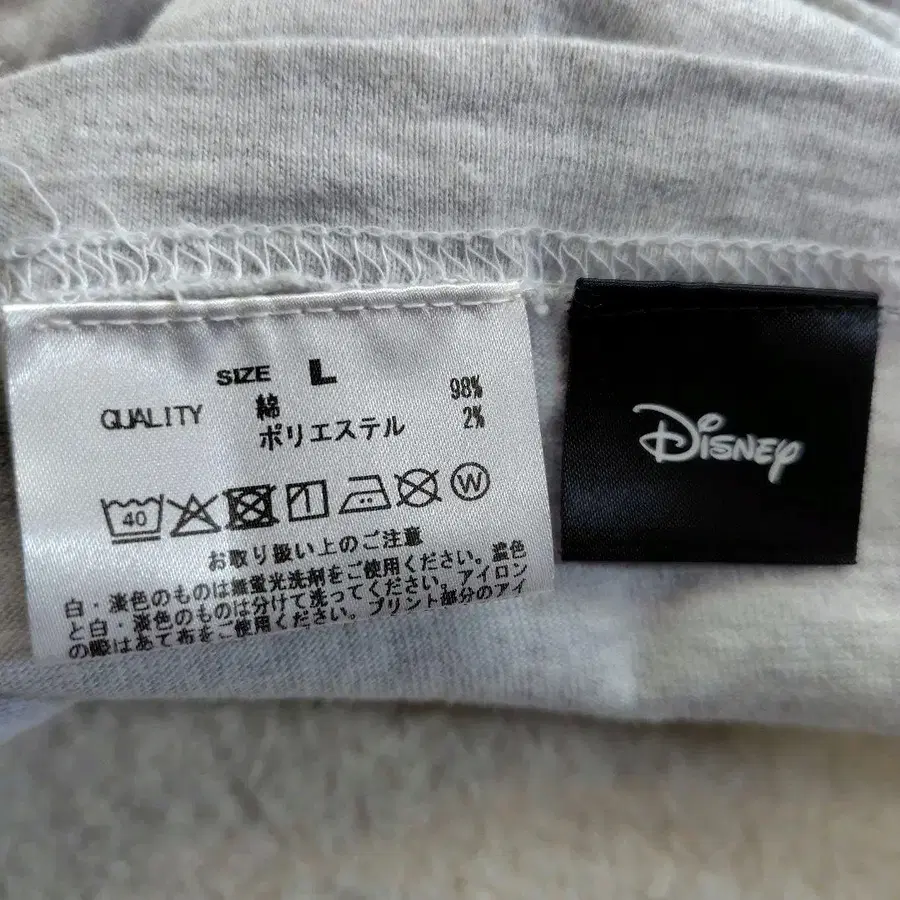 SIZE L
QUALITY 綿 98%
ポリエステル 2%
40 W
お取り扱い上のご注意
白・淡色のものは無蛍光洗剤をご使用ください。濃色
と白・淡色のものは分けて洗ってください。アイロン
の際はあて布をご使用ください。プリント部分のアイ
Disney